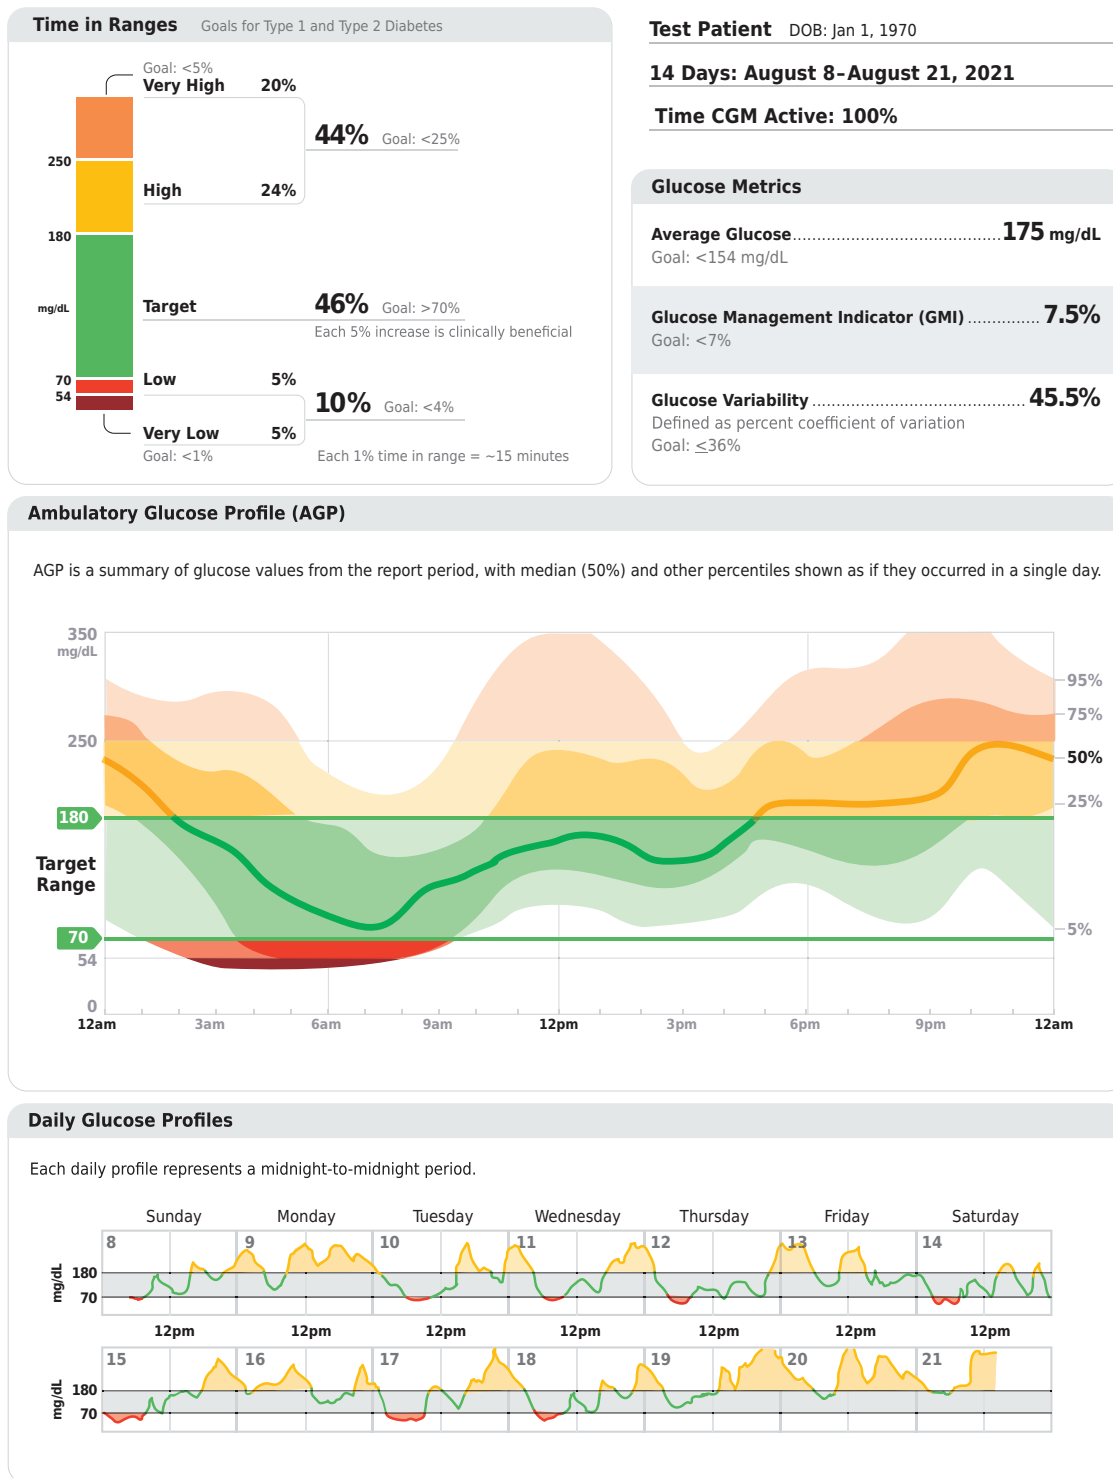 Time in Ranges Goals for Type 1 and Type 2 Diabetes
Goal: <5%
Very High 20%
44% Goal: <25%
250
High 24%
180
mg/dL
Target 46% Goal: >70%
Each 5% increase is clinically beneficial
70
Low 5%
54
10% Goal: <4%
Very Low 5%
Goal: <1%
Each 1% time in range = ~15 minutes
Test Patient DOB: Jan 1, 1970
14 Days: August 8–August 21, 2021
Time CGM Active: 100%
Glucose Metrics
Average Glucose.......................................175 mg/dL
Goal: <154 mg/dL
Glucose Management Indicator (GMI)...............7.5%
Goal: <7%
Glucose Variability.......................................45.5%
Defined as percent coefficient of variation
Goal: ≤36%
Ambulatory Glucose Profile (AGP)
AGP is a summary of glucose values from the report period, with median (50%) and other percentiles shown as if they occurred in a single day.
350
mg/dL
250
180
Target
Range
70
54
0
95%
75%
50%
25%
5%
12am 3am 6am 9am 12pm 3pm 6pm 9pm 12am
Daily Glucose Profiles
Each daily profile represents a midnight-to-midnight period.
Sunday Monday Tuesday Wednesday Thursday Friday Saturday
8 9 10 11 12 13 14
180
mg/dL
70
12pm 12pm 12pm 12pm 12pm 12pm 12pm
15 16 17 18 19 20 21
180
mg/dL
70